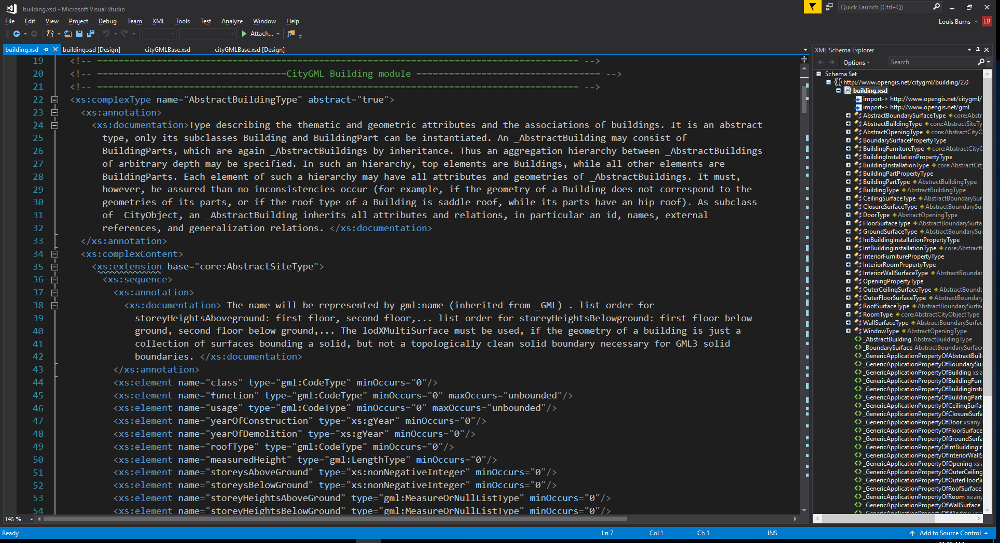 building.xsd - Microsoft Visual Studio
Quick Launch (Ctrl+Q)
File Edit View Project Debug Team XML Tools Test Analyze Window Help
Louis Burns LB
Attach...
building.xsd building.xsd [Design] cityGMLBase.xsd cityGMLBase.xsd [Design]
19 <!-- ========================================================================================= -->
20 <!-- ===================================CityGML Building module ================================== -->
21 <!-- ========================================================================================= -->
22 <xs:complexType name="AbstractBuildingType" abstract="true">
23 <xs:annotation>
24 <xs:documentation>Type describing the thematic and geometric attributes and the associations of buildings. It is an abstract
25 type, only its subclasses Building and BuildingPart can be instantiated. An _AbstractBuilding may consist of
26 BuildingParts, which are again _AbstractBuildings by inheritance. Thus an aggregation hierarchy between _AbstractBuildings
27 of arbitrary depth may be specified. In such an hierarchy, top elements are Buildings, while all other elements are
28 BuildingParts. Each element of such a hierarchy may have all attributes and geometries of _AbstractBuildings. It must,
29 however, be assured than no inconsistencies occur (for example, if the geometry of a Building does not correspond to the
30 geometries of its parts, or if the roof type of a Building is saddle roof, while its parts have an hip roof). As subclass
31 of _CityObject, an _AbstractBuilding inherits all attributes and relations, in particular an id, names, external
32 references, and generalization relations. </xs:documentation>
33 </xs:annotation>
34 <xs:complexContent>
35 <xs:extension base="core:AbstractSiteType">
36 <xs:sequence>
37 <xs:annotation>
38 <xs:documentation> The name will be represented by gml:name (inherited from _GML) . list order for
39 storeyHeightsAboveground: first floor, second floor,... list order for storeyHeightsBelowground: first floor below
40 ground, second floor below ground,... The lodXMultiSurface must be used, if the geometry of a building is just a
41 collection of surfaces bounding a solid, but not a topologically clean solid boundary necessary for GML3 solid
42 boundaries. </xs:documentation>
43 </xs:annotation>
44 <xs:element name="class" type="gml:CodeType" minOccurs="0"/>
45 <xs:element name="function" type="gml:CodeType" minOccurs="0" maxOccurs="unbounded"/>
46 <xs:element name="usage" type="gml:CodeType" minOccurs="0" maxOccurs="unbounded"/>
47 <xs:element name="yearOfConstruction" type="xs:gYear" minOccurs="0"/>
48 <xs:element name="yearOfDemolition" type="xs:gYear" minOccurs="0"/>
49 <xs:element name="roofType" type="gml:CodeType" minOccurs="0"/>
50 <xs:element name="measuredHeight" type="gml:LengthType" minOccurs="0"/>
51 <xs:element name="storeysAboveGround" type="xs:nonNegativeInteger" minOccurs="0"/>
52 <xs:element name="storeysBelowGround" type="xs:nonNegativeInteger" minOccurs="0"/>
53 <xs:element name="storeyHeightsAboveGround" type="gml:MeasureOrNullListType" minOccurs="0"/>
54 <xs:element name="storeyHeightsBelowGround" type="gml:MeasureOrNullListType" minOccurs="0"/>
146 %
XML Schema Explorer
Options Search
Schema Set
http://www.opengis.net/citygml/building/2.0
building.xsd
import-> http://www.opengis.net/citygml/
import-> http://www.opengis.net/gml
AbstractBoundarySurfaceType core:Abstr
AbstractBuildingType core:AbstractSiteTy
AbstractOpeningType core:AbstractCityO
BoundarySurfacePropertyType
BuildingFurnitureType core:AbstractCityC
BuildingInstallationPropertyType
BuildingInstallationType core:AbstractCit
BuildingPartPropertyType
BuildingPartType AbstractBuildingType
BuildingType AbstractBuildingType
CeilingSurfaceType AbstractBoundarySur
ClosureSurfaceType AbstractBoundarySu
DoorType AbstractOpeningType
FloorSurfaceType AbstractBoundarySurfa
GroundSurfaceType AbstractBoundarySu
IntBuildingInstallationPropertyType
IntBuildingInstallationType core:Abstract
InteriorFurniturePropertyType
InteriorRoomPropertyType
InteriorWallSurfaceType AbstractBoundar
OpeningPropertyType
OuterCeilingSurfaceType AbstractBounda
OuterFloorSurfaceType AbstractBoundary
RoofSurfaceType AbstractBoundarySurfac
RoomType core:AbstractCityObjectType
WallSurfaceType AbstractBoundarySurfac
WindowType AbstractOpeningType
_AbstractBuilding AbstractBuildingType
_BoundarySurface AbstractBoundarySurface
_GenericApplicationPropertyOfAbstractBuil
_GenericApplicationPropertyOfBoundarySu
_GenericApplicationPropertyOfBuilding xs:a
_GenericApplicationPropertyOfBuildingFurn
_GenericApplicationPropertyOfBuildingInsta
_GenericApplicationPropertyOfBuildingPart
_GenericApplicationPropertyOfCeilingSurfac
_GenericApplicationPropertyOfClosureSurfa
_GenericApplicationPropertyOfDoor xs:anyT
_GenericApplicationPropertyOfFloorSurface
_GenericApplicationPropertyOfGroundSurfa
_GenericApplicationPropertyOfIntBuildingIn
_GenericApplicationPropertyOfInteriorWallS
_GenericApplicationPropertyOfOpening xs:a
_GenericApplicationPropertyOfOuterCeiling
_GenericApplicationPropertyOfOuterFloorSu
_GenericApplicationPropertyOfRoofSurface
_GenericApplicationPropertyOfRoom xs:any
_GenericApplicationPropertyOfWallSurface
_GenericApplicationPropertyOfWindow
Ready Ln 7 Col 1 Ch 1 INS Add to Source Control